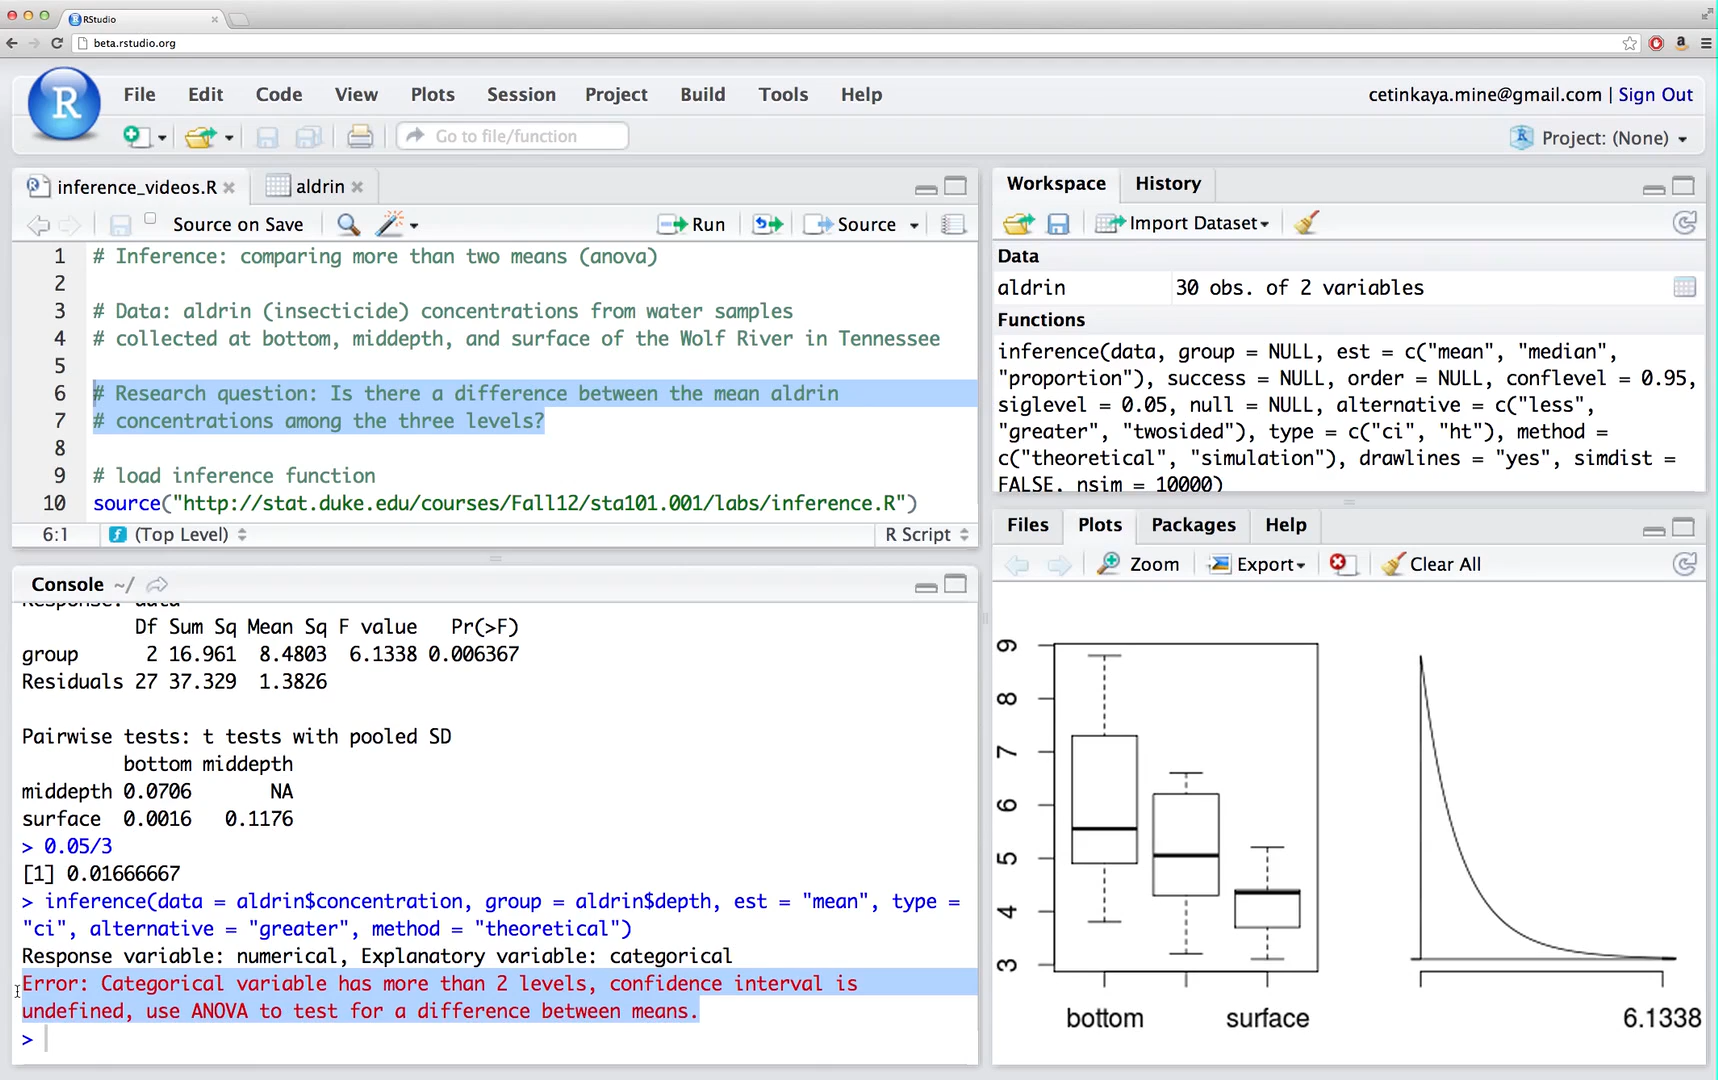 RStudio
beta.rstudio.org
R
File Edit Code View Plots Session Project Build Tools Help
cetinkaya.mine@gmail.com | Sign Out
Go to file/function
Project: (None)
inference_videos.R
aldrin
Source on Save
Run
Source
1 # Inference: comparing more than two means (anova)
2
3 # Data: aldrin (insecticide) concentrations from water samples
4 # collected at bottom, middepth, and surface of the Wolf River in Tennessee
5
6 # Research question: Is there a difference between the mean aldrin
7 # concentrations among the three levels?
8
9 # load inference function
10 source("http://stat.duke.edu/courses/Fall12/sta101.001/labs/inference.R")
6:1 (Top Level) R Script
Console ~/
Response: data
Df Sum Sq Mean Sq F value Pr(>F)
group 2 16.961 8.4803 6.1338 0.006367
Residuals 27 37.329 1.3826
Pairwise tests: t tests with pooled SD
bottom middepth
middepth 0.0706 NA
surface 0.0016 0.1176
> 0.05/3
[1] 0.01666667
> inference(data = aldrin$concentration, group = aldrin$depth, est = "mean", type =
"ci", alternative = "greater", method = "theoretical")
Response variable: numerical, Explanatory variable: categorical
Error: Categorical variable has more than 2 levels, confidence interval is
undefined, use ANOVA to test for a difference between means.
>
Workspace History
Import Dataset
Data
aldrin 30 obs. of 2 variables
Functions
inference(data, group = NULL, est = c("mean", "median",
"proportion"), success = NULL, order = NULL, conflevel = 0.95,
siglevel = 0.05, null = NULL, alternative = c("less",
"greater", "twosided"), type = c("ci", "ht"), method =
c("theoretical", "simulation"), drawlines = "yes", simdist =
FALSE, nsim = 10000)
Files Plots Packages Help
Zoom Export Clear All
9
8
7
6
5
4
3
bottom surface
6.1338